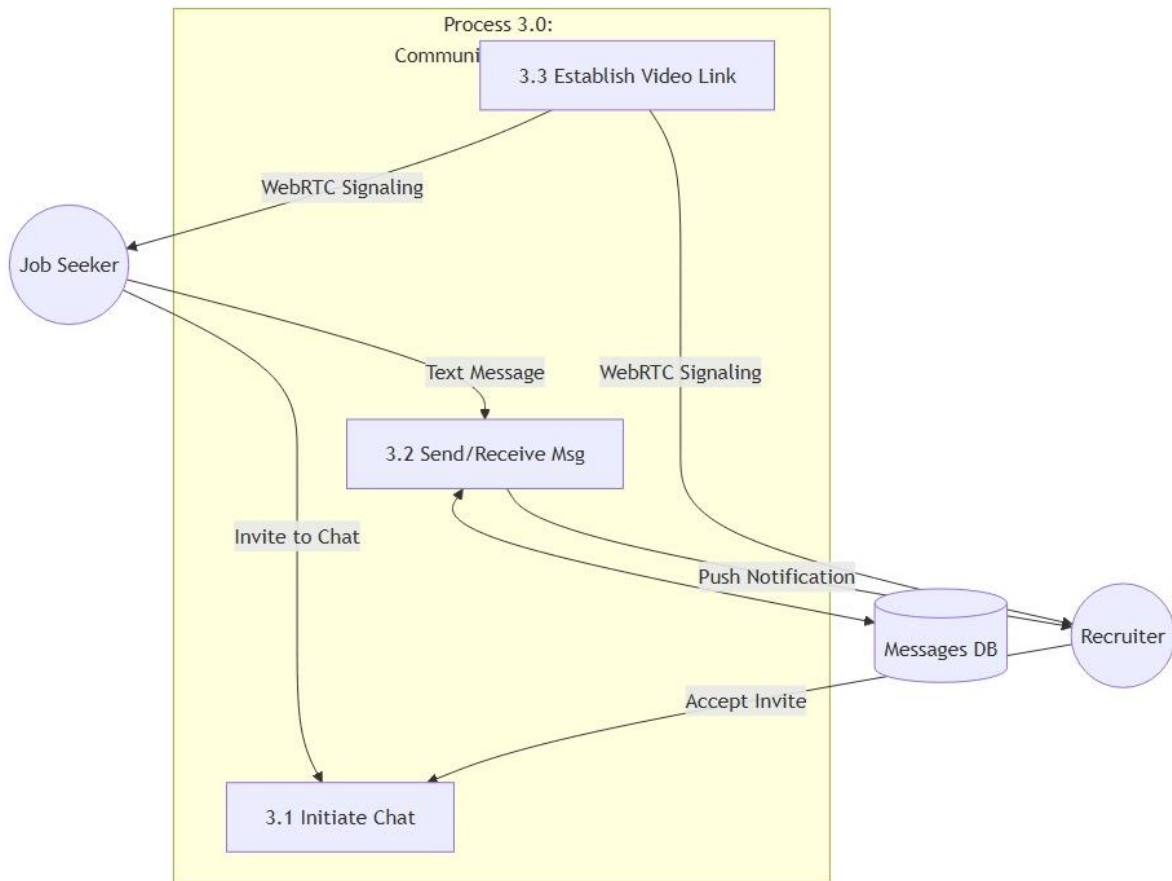 Process 3.0:
Communi
3.3 Establish Video Link
WebRTC Signaling
Job Seeker
Text Message
WebRTC Signaling
3.2 Send/Receive Msg
Invite to Chat
Push Notification
Messages DB
Recruiter
Accept Invite
3.1 Initiate Chat